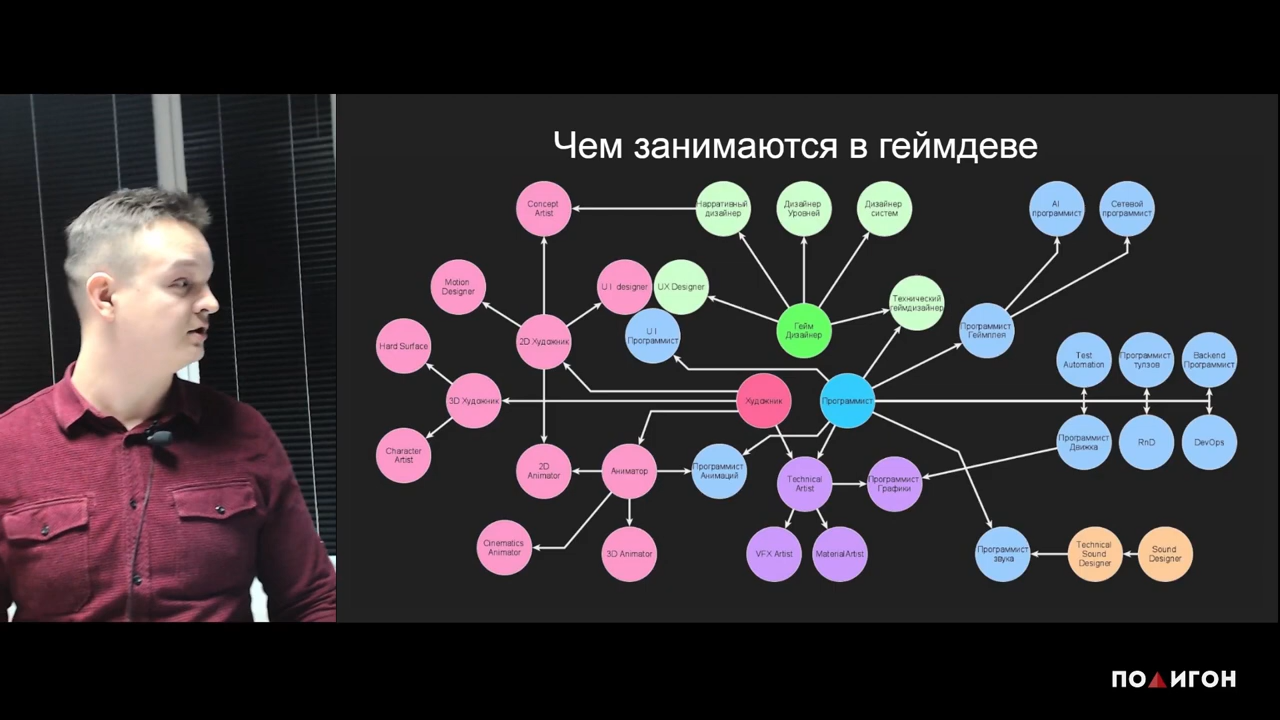 Чем занимаются в геймдеве
Concept
Artist
Нарративный
дизайнер
Дизайнер
Уровней
Дизайнер
систем
AI
программист
Сетевой
программист
Motion
Designer
U I designer
UX Designer
Технический
геймдизайнер
Hard Surface
2D Художник
U I
Программист
Гейм
Дизайнер
Программист
Геймплея
Test
Automation
Программист
тулзов
Backend
Программист
3D Художник
Художник
Программист
Character
Artist
2D
Animator
Аниматор
Программист
Анимаций
Technical
Artist
Программист
Графики
Программист
Движка
RnD
DevOps
Cinematics
Animator
3D Animator
VFX Artist
Material Artist
Программист
звука
Technical
Sound
Designer
Sound
Designer
ПОЛИГОН